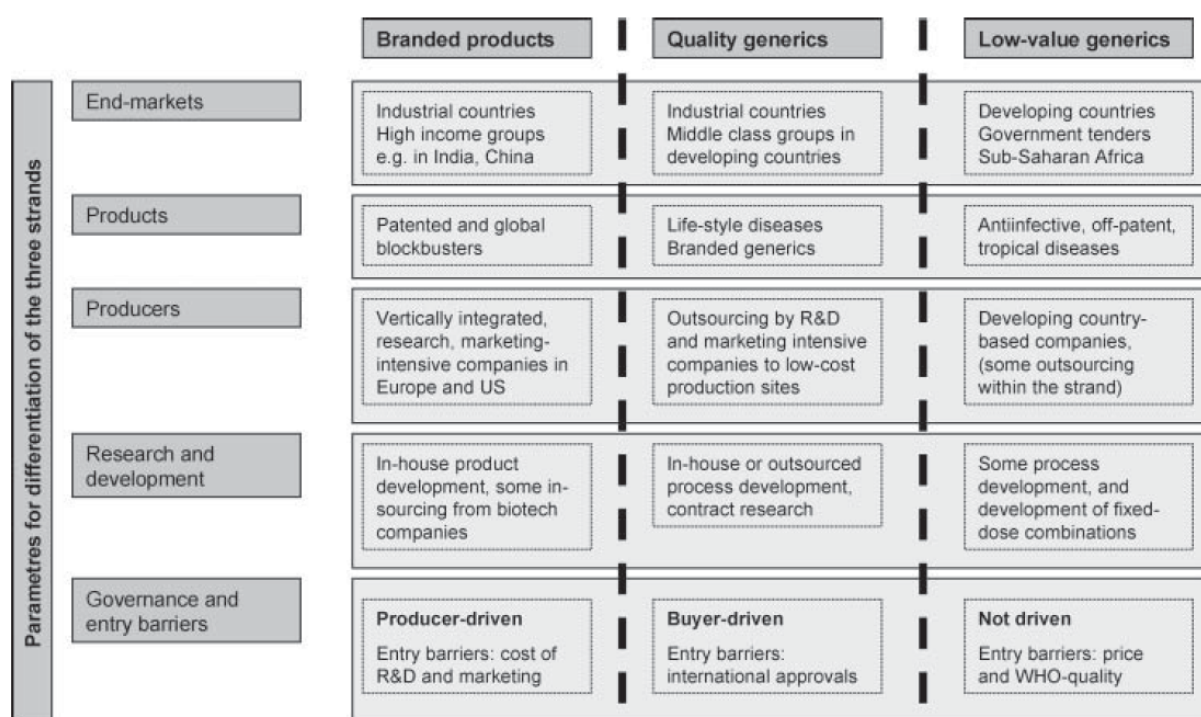 Branded products
Quality generics
Low-value generics
Parametres for differentiation of the three strands
End-markets
Industrial countries
High income groups
e.g. in India, China
Industrial countries
Middle class groups in
developing countries
Developing countries
Government tenders
Sub-Saharan Africa
Products
Patented and global
blockbusters
Life-style diseases
Branded generics
Antiinfective, off-patent,
tropical diseases
Producers
Vertically integrated,
research, marketing-
intensive companies in
Europe and US
Outsourcing by R&D
and marketing intensive
companies to low-cost
production sites
Developing country-
based companies,
(some outsourcing
within the strand)
Research and
development
In-house product
development, some in-
sourcing from biotech
companies
In-house or outsourced
process development,
contract research
Some process
development, and
development of fixed-
dose combinations
Governance and
entry barriers
Producer-driven
Entry barriers: cost of
R&D and marketing
Buyer-driven
Entry barriers:
international approvals
Not driven
Entry barriers: price
and WHO-quality